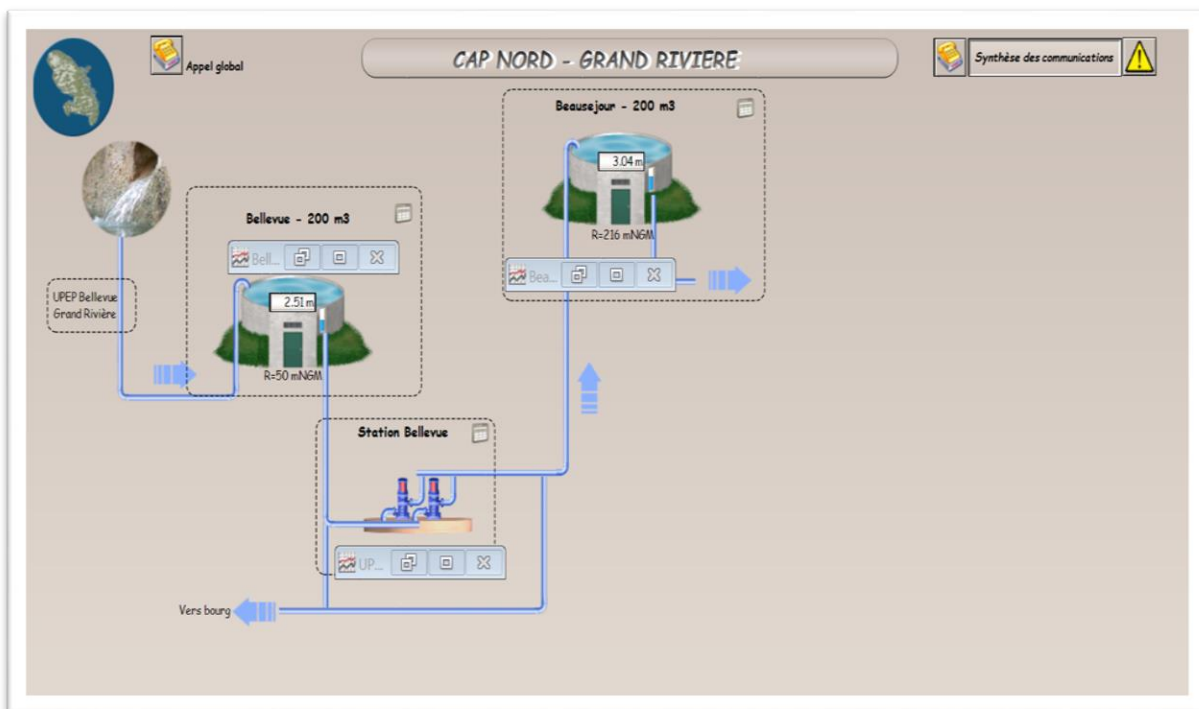 CAP NORD - GRAND RIVIERE
Appel global
Synthèse des communications
Beausejour - 200 m3
3.04 m
R=216 mNGM
Bea...
Bellevue - 200 m3
Bell...
2.51 m
R=50 mNGM
UPEP Bellevue
Grand Rivière
Station Bellevue
UP...
Vers bourg